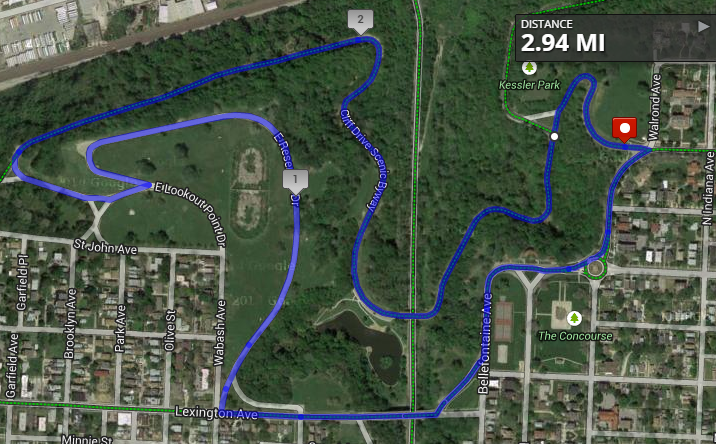 DISTANCE
2.94 MI
2
Kessler Park
Walrond Ave
Cliff Drive Scenic Byway
E Reser
Dr
1
N Indiana Ave
E Lookout Point Dr
St John Ave
Garfield Pl
Brooklyn Ave
Park Ave
Olive St
Wabash Ave
Garfield Ave
Bellefontaine Ave
The Concourse
Lexington Ave
Minnie St